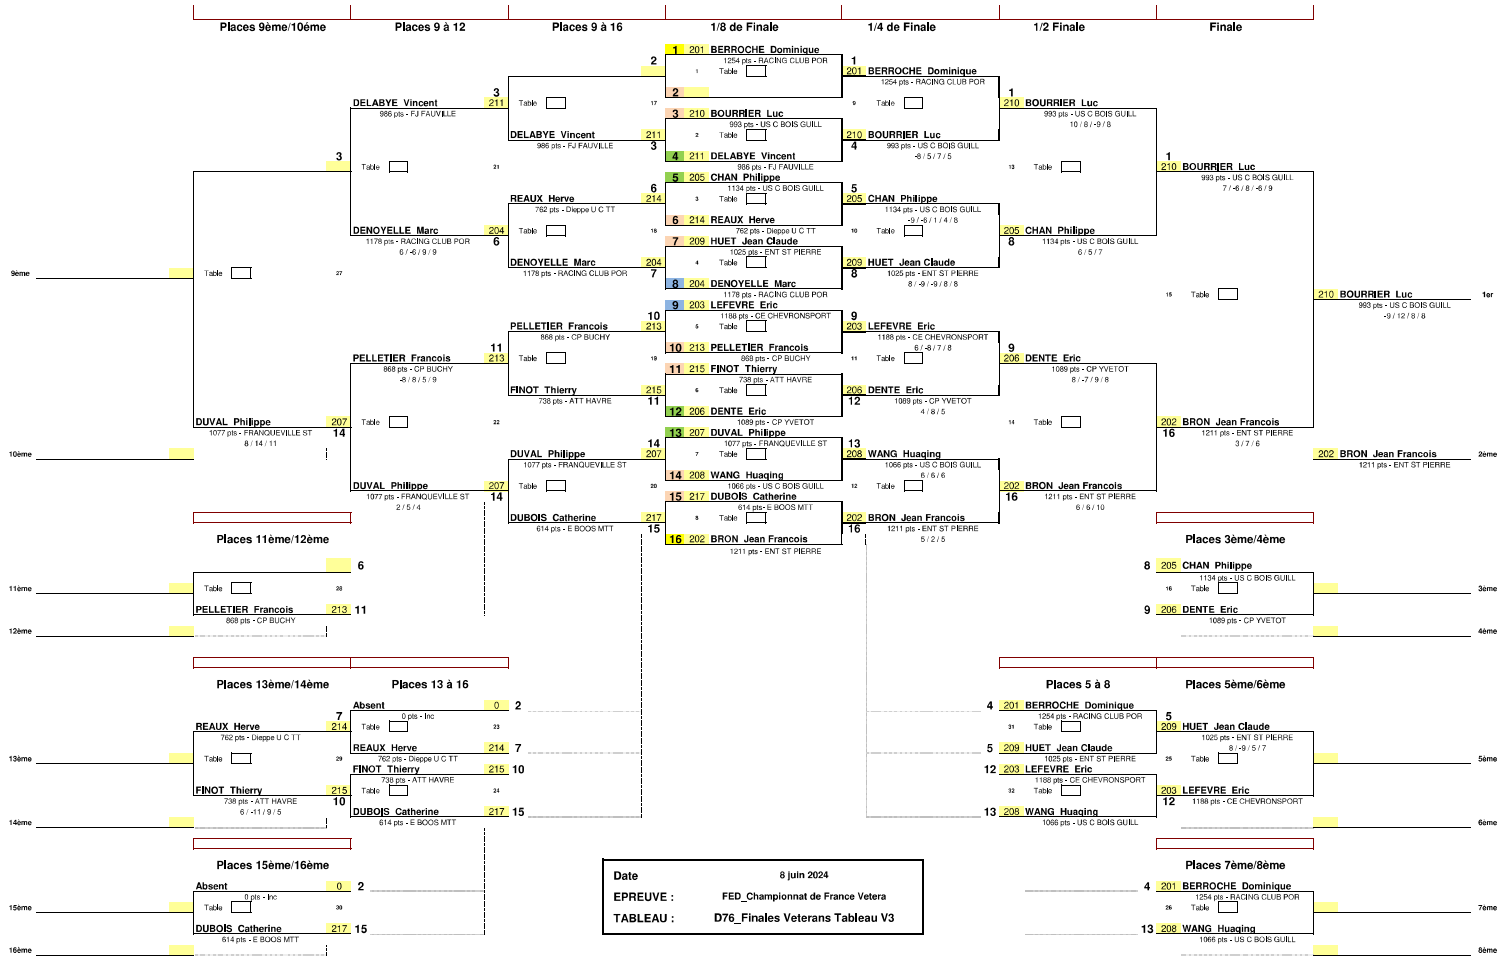 Places 9ème/10éme Places 9 à 12 Places 9 à 16 1/8 de Finale 1/4 de Finale 1/2 Finale Finale
1 201 BERROCHE Dominique
1254 pts - RACING CLUB POR
1 Table
2
2
3 210 BOURRIER Luc
993 pts - US C BOIS GUILL
2 Table
4 211 DELABYE Vincent
986 pts - FJ FAUVILLE
5 205 CHAN Philippe
1134 pts - US C BOIS GUILL
3 Table
6 214 REAUX Herve
762 pts - Dieppe U C TT
7 209 HUET Jean Claude
1025 pts - ENT ST PIERRE
4 Table
8 204 DENOYELLE Marc
1178 pts - RACING CLUB POR
9 203 LEFEVRE Eric
1188 pts - CE CHEVRONSPORT
5 Table
10 213 PELLETIER Francois
868 pts - CP BUCHY
11 215 FINOT Thierry
738 pts - ATT HAVRE
6 Table
12 206 DENTE Eric
1089 pts - CP YVETOT
13 207 DUVAL Philippe
1077 pts - FRANQUEVILLE ST
7 Table
14 208 WANG Huaqing
1066 pts - US C BOIS GUILL
15 217 DUBOIS Catherine
614 pts - E BOOS MTT
8 Table
16 202 BRON Jean Francois
1211 pts - ENT ST PIERRE
1
201 BERROCHE Dominique
1254 pts - RACING CLUB POR
9 Table
210 BOURRIER Luc
4 993 pts - US C BOIS GUILL
-8 / 5 / 7 / 5
5
205 CHAN Philippe
1134 pts - US C BOIS GUILL
-9 / -6 / 1 / 4 / 8
10 Table
209 HUET Jean Claude
8 1025 pts - ENT ST PIERRE
8 / -9 / -9 / 8 / 8
9
203 LEFEVRE Eric
1188 pts - CE CHEVRONSPORT
6 / -8 / 7 / 8
11 Table
206 DENTE Eric
12 1089 pts - CP YVETOT
4 / 8 / 5
13
208 WANG Huaqing
1066 pts - US C BOIS GUILL
6 / 6 / 6
12 Table
202 BRON Jean Francois
16 1211 pts - ENT ST PIERRE
5 / 2 / 5
1
210 BOURRIER Luc
993 pts - US C BOIS GUILL
10 / 8 / -9 / 8
13 Table
205 CHAN Philippe
8 1134 pts - US C BOIS GUILL
6 / 5 / 7
9
206 DENTE Eric
1089 pts - CP YVETOT
8 / -7 / 9 / 8
14 Table
202 BRON Jean Francois
16 1211 pts - ENT ST PIERRE
6 / 6 / 10
1
210 BOURRIER Luc
993 pts - US C BOIS GUILL
7 / -6 / 8 / -6 / 9
15 Table
202 BRON Jean Francois
16 1211 pts - ENT ST PIERRE
3 / 7 / 6
210 BOURRIER Luc 1er
993 pts - US C BOIS GUILL
-9 / 12 / 8 / 8
202 BRON Jean Francois 2ème
1211 pts - ENT ST PIERRE
Table 17
DELABYE Vincent 211
986 pts - FJ FAUVILLE 3
6
REAUX Herve 214
762 pts - Dieppe U C TT
Table 18
DENOYELLE Marc 204
1178 pts - RACING CLUB POR 7
10
PELLETIER Francois 213
868 pts - CP BUCHY
Table 19
FINOT Thierry 215
738 pts - ATT HAVRE 11
14
DUVAL Philippe 207
1077 pts - FRANQUEVILLE ST
Table 20
DUBOIS Catherine 217
614 pts - E BOOS MTT 15
3
DELABYE Vincent 211
986 pts - FJ FAUVILLE
Table 21
DENOYELLE Marc 204
1178 pts - RACING CLUB POR 6
6 / -6 / 9 / 9
11
PELLETIER Francois 213
868 pts - CP BUCHY
-8 / 8 / 5 / 9
Table 22
DUVAL Philippe 207
1077 pts - FRANQUEVILLE ST 14
2 / 5 / 4
3
9ème Table 27
DUVAL Philippe 207
1077 pts - FRANQUEVILLE ST 14
8 / 14 / 11
10ème
Places 11ème/12ème
6
11ème Table 28
PELLETIER Francois 213 11
868 pts - CP BUCHY
12ème
Places 3ème/4ème
8 205 CHAN Philippe
1134 pts - US C BOIS GUILL
16 Table 3ème
9 206 DENTE Eric
1089 pts - CP YVETOT
4ème
Places 13ème/14ème Places 13 à 16
Absent 0 2
0 pts - Inc
Table 23
REAUX Herve 214 7
762 pts - Dieppe U C TT
FINOT Thierry 215 10
738 pts - ATT HAVRE
Table 24
DUBOIS Catherine 217 15
614 pts - E BOOS MTT
7
REAUX Herve 214
762 pts - Dieppe U C TT
13ème Table 29
FINOT Thierry 215
738 pts - ATT HAVRE 10
6 / -11 / 9 / 5
14ème
Places 5 à 8 Places 5ème/6ème
4 201 BERROCHE Dominique
1254 pts - RACING CLUB POR
31 Table
5 209 HUET Jean Claude
1025 pts - ENT ST PIERRE
12 203 LEFEVRE Eric
1188 pts - CE CHEVRONSPORT
32 Table
13 208 WANG Huaqing
1066 pts - US C BOIS GUILL
5
209 HUET Jean Claude
1025 pts - ENT ST PIERRE
6 / -9 / 5 / 7
25 Table 5ème
203 LEFEVRE Eric
12 1188 pts - CE CHEVRONSPORT
6ème
Places 15ème/16ème
Absent 0 2
0 pts - Inc
15ème Table 30
DUBOIS Catherine 217 15
614 pts - E BOOS MTT
16ème
Date 8 juin 2024
EPREUVE : FED_Championnat de France Vetera
TABLEAU : D76_Finales Veterans Tableau V3
Places 7ème/8ème
4 201 BERROCHE Dominique
1254 pts - RACING CLUB POR
26 Table 7ème
13 208 WANG Huaqing
1066 pts - US C BOIS GUILL
8ème